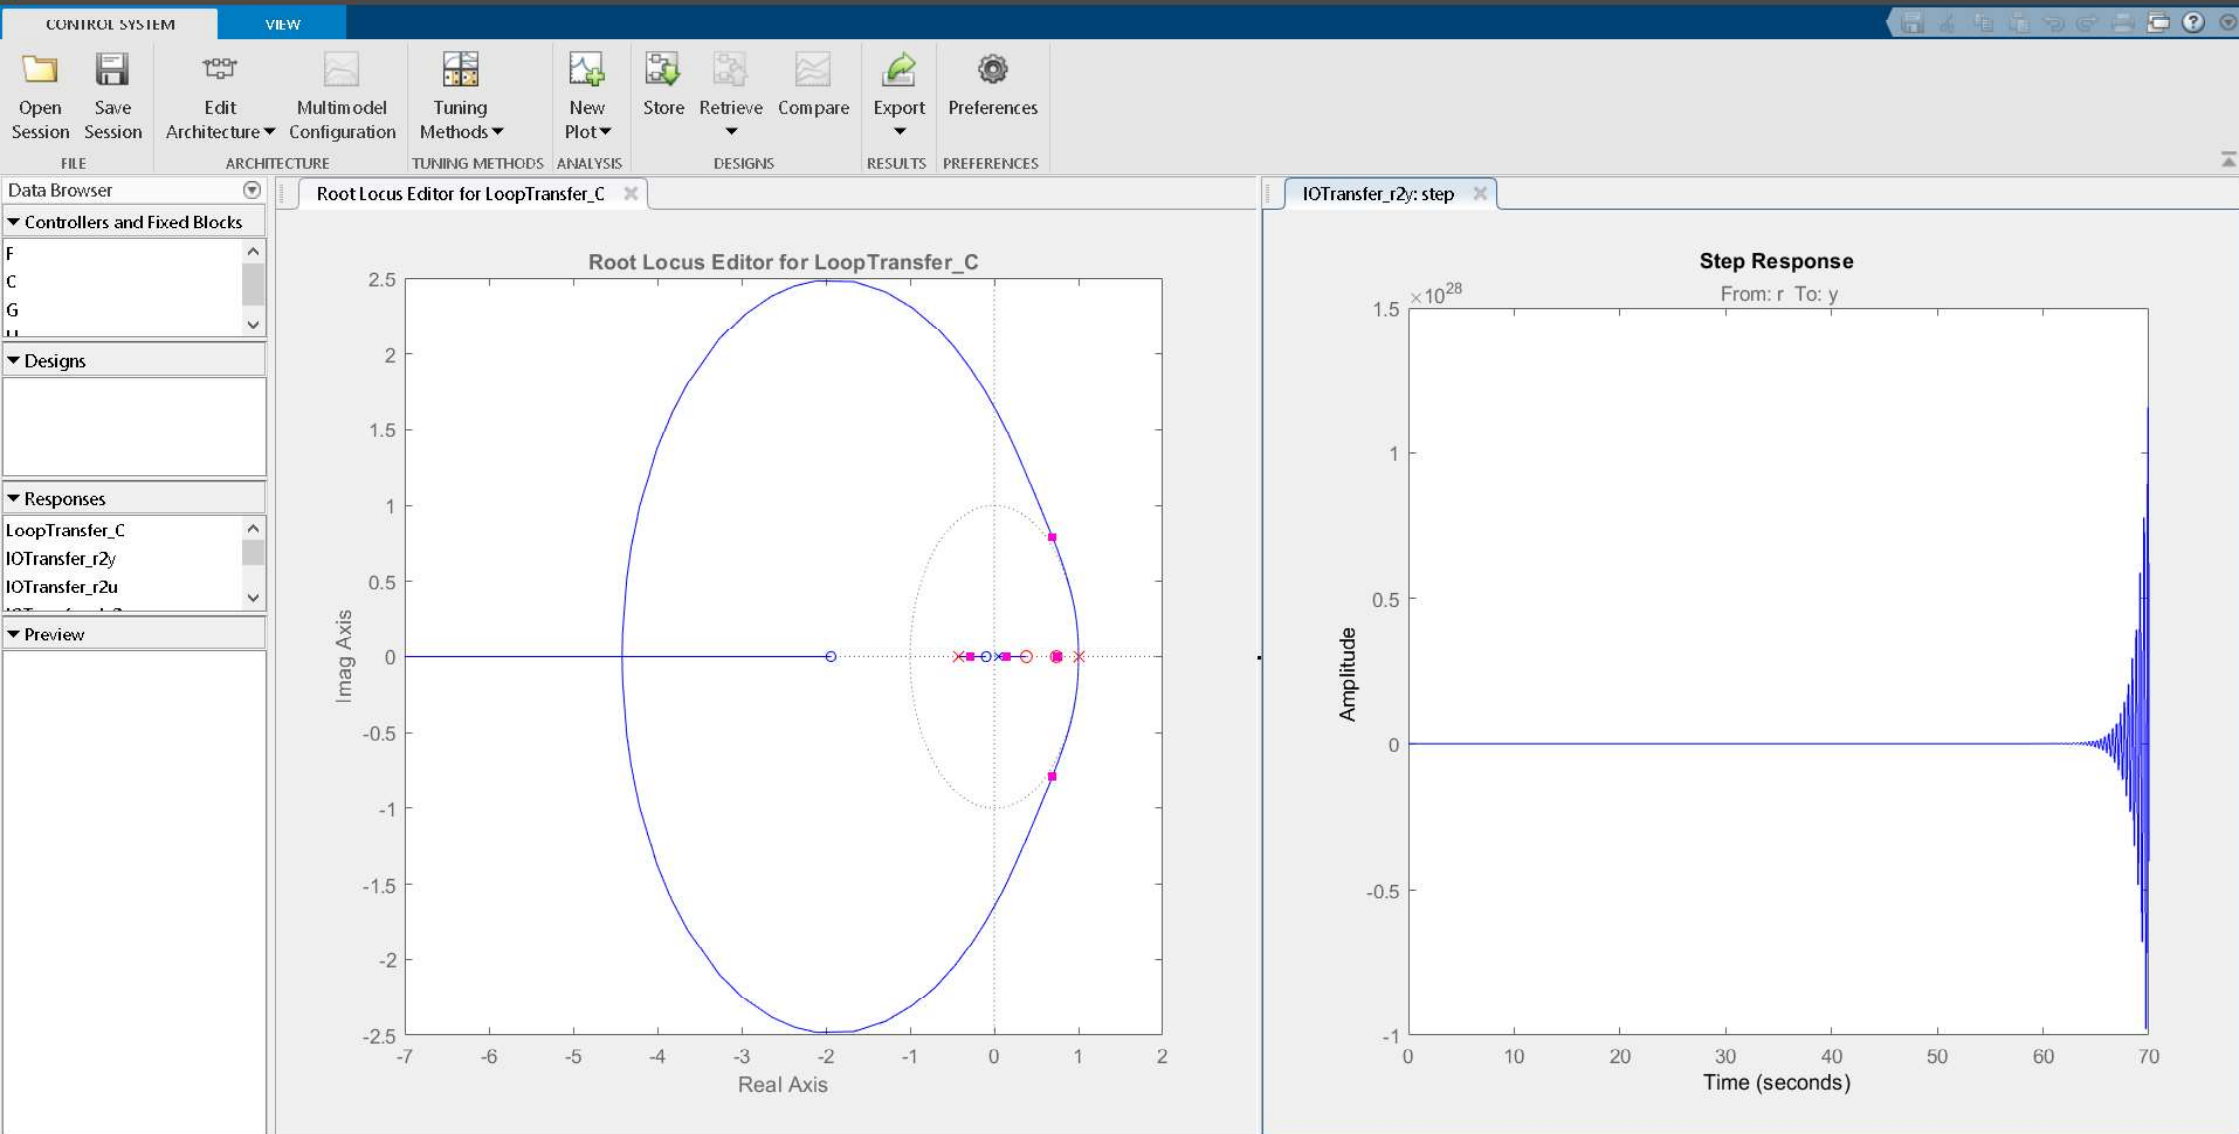 CONTROL SYSTEM VIEW
Open Session
Save Session
Edit Architecture
Multimodel Configuration
Tuning Methods
New Plot
Store
Retrieve
Compare
Export
Preferences
FILE ARCHITECTURE TUNING METHODS ANALYSIS DESIGNS RESULTS PREFERENCES
Data Browser
Controllers and Fixed Blocks
F
C
G
Designs
Responses
LoopTransfer_C
IOTransfer_r2y
IOTransfer_r2u
Preview
Root Locus Editor for LoopTransfer_C
Root Locus Editor for LoopTransfer_C
2.5
2
1.5
1
0.5
0
-0.5
-1
-1.5
-2
-2.5
Imag Axis
-7 -6 -5 -4 -3 -2 -1 0 1 2
Real Axis
IOTransfer_r2y: step
Step Response
From: r To: y
×10^28
1.5
1
0.5
0
-0.5
-1
Amplitude
0 10 20 30 40 50 60 70
Time (seconds)